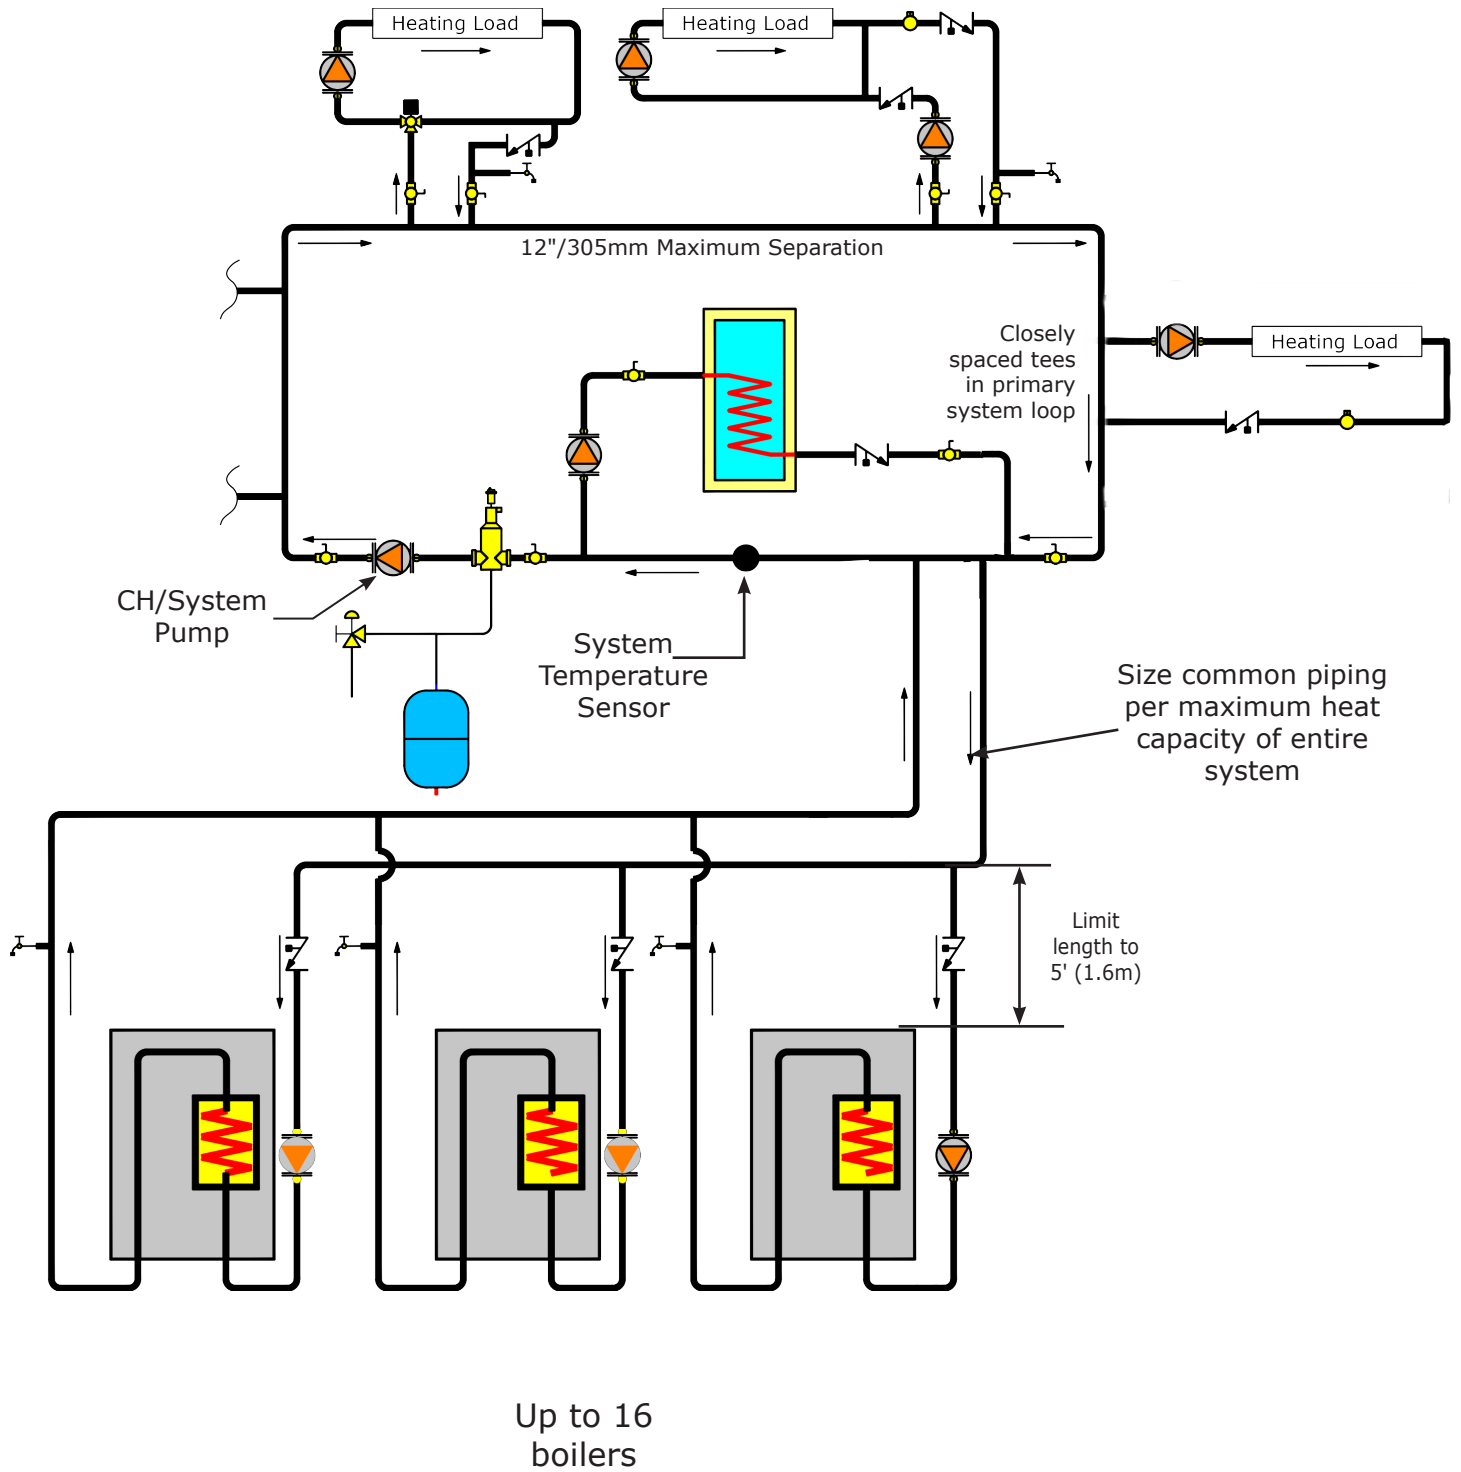 Heating Load
Heating Load
12"/305mm Maximum Separation
Closely
spaced tees
in primary
system loop
Heating Load
CH/System
Pump
System
Temperature
Sensor
Size common piping
per maximum heat
capacity of entire
system
Limit
length to
5' (1.6m)
Up to 16
boilers